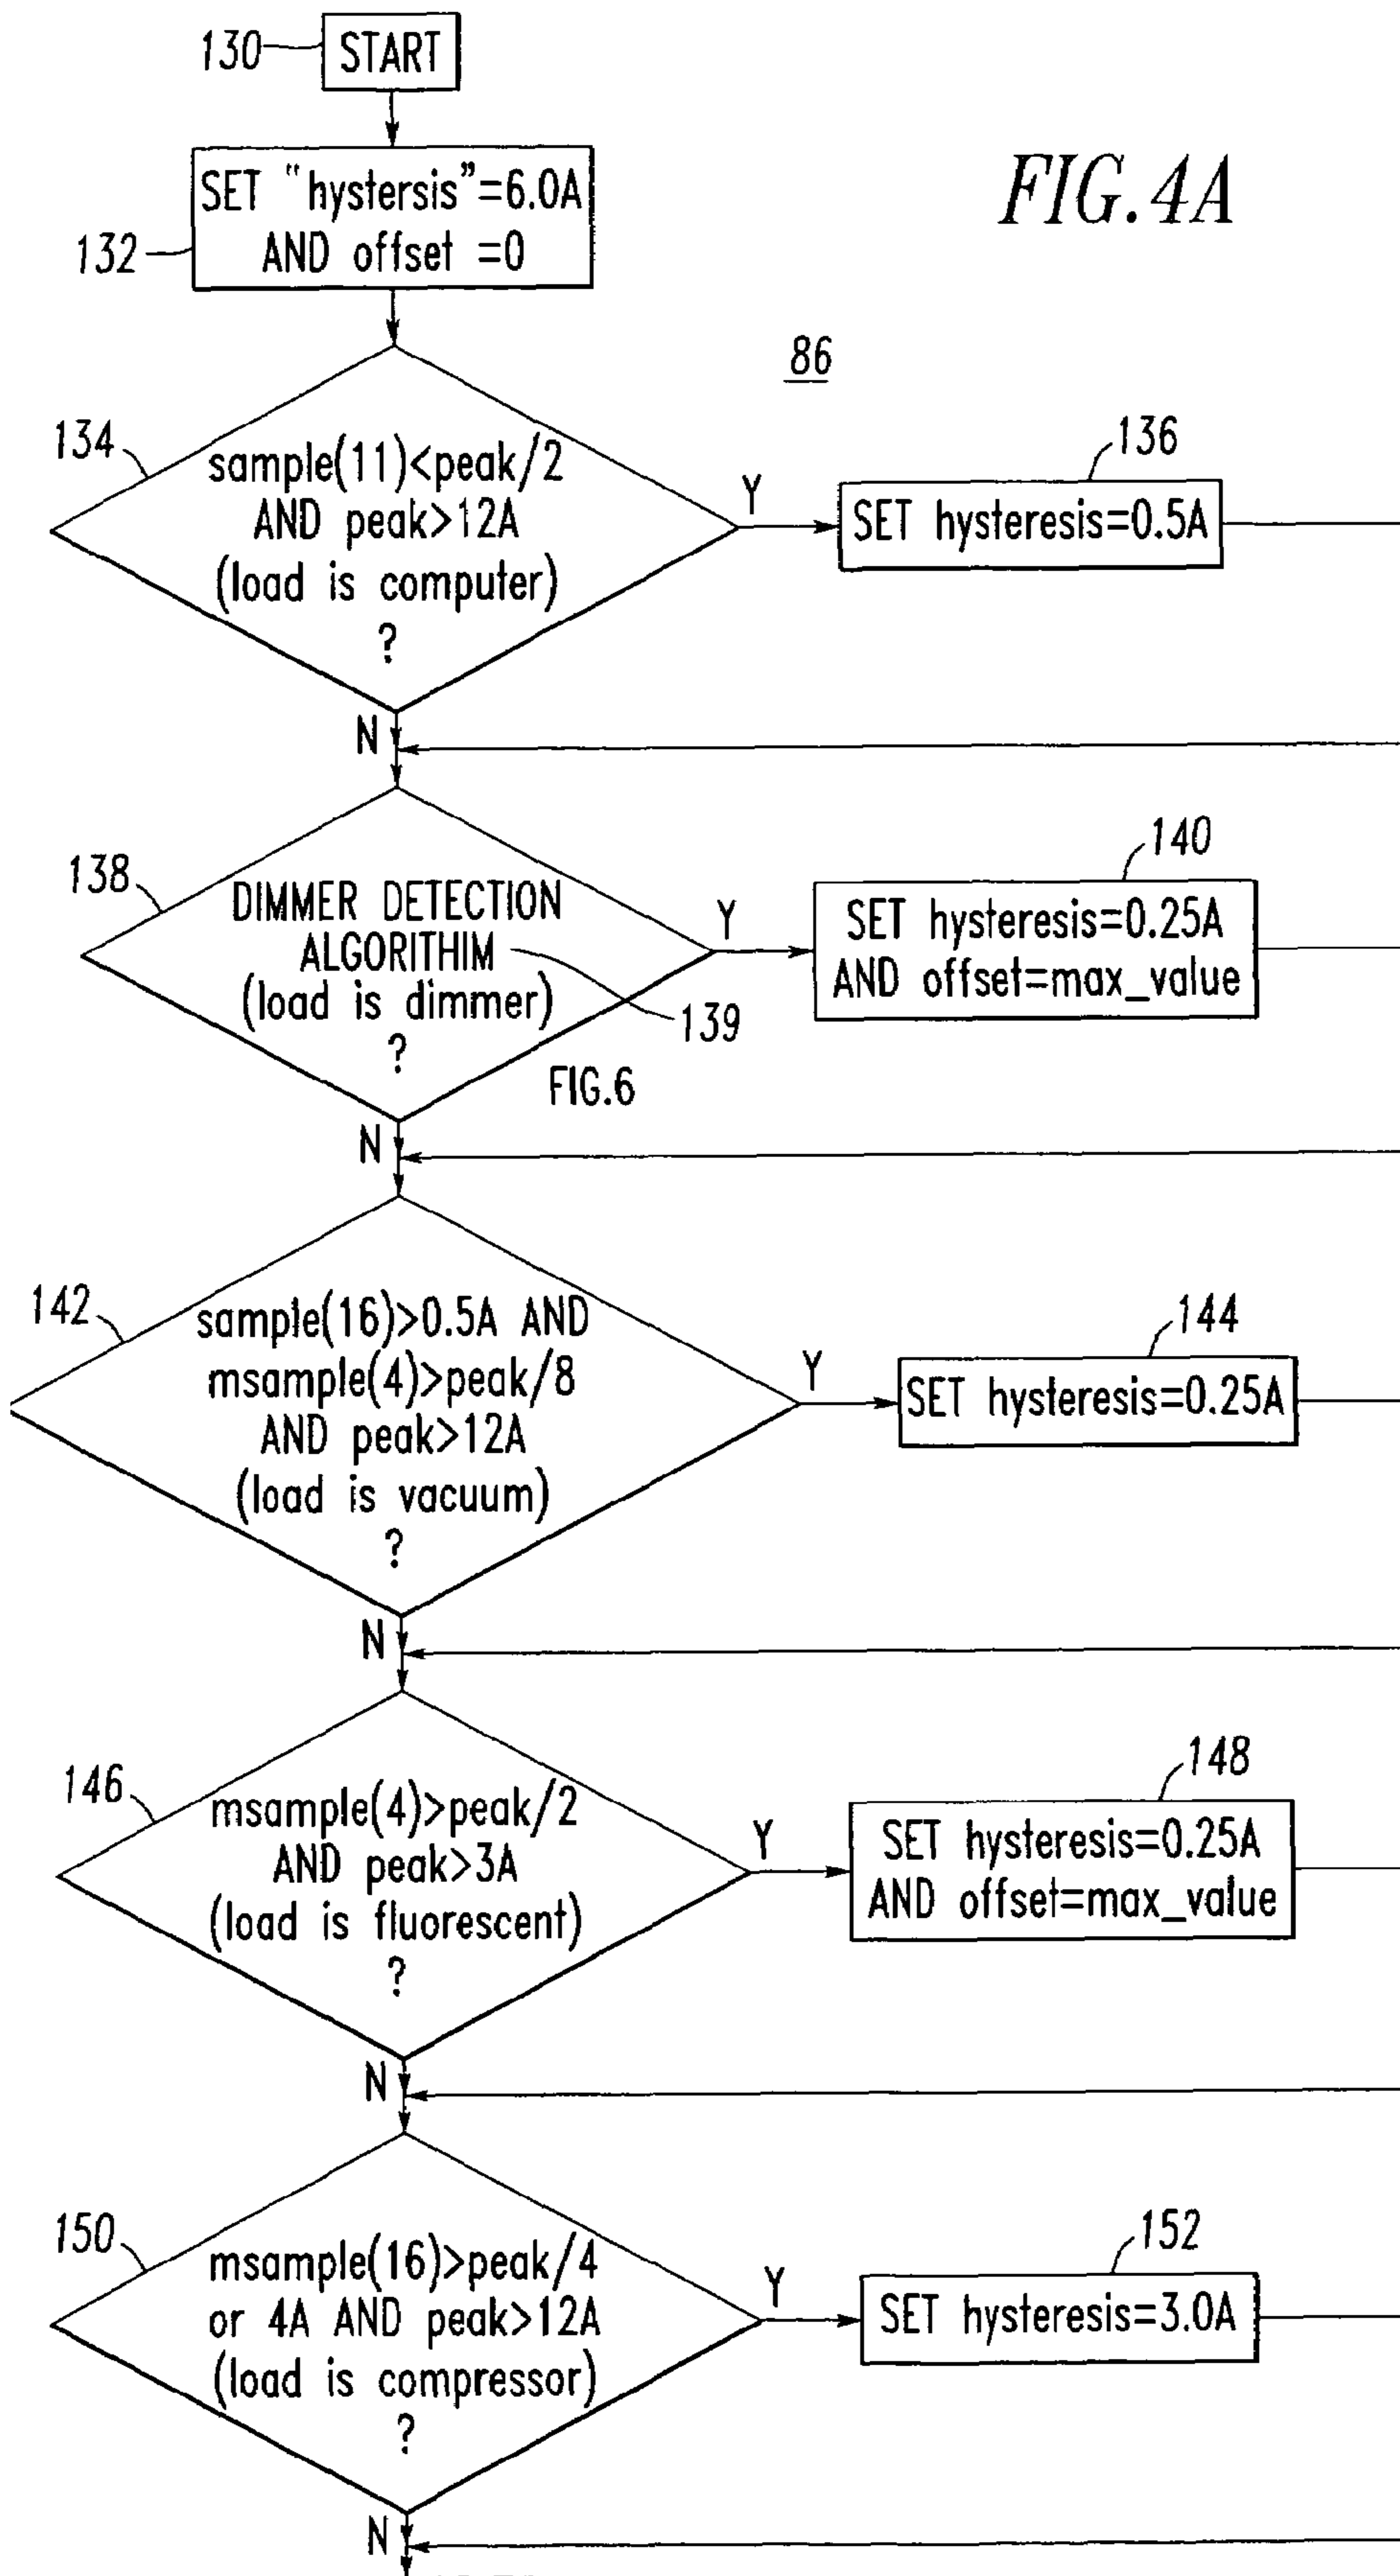 130
START
FIG.4A
SET "hystersis"=6.0A
AND offset =0
132
86
134
sample(11)<peak/2
AND peak>12A
(load is computer)
?
Y
136
SET hysteresis=0.5A
N
138
DIMMER DETECTION
ALGORITHIM
(load is dimmer)
?
139
FIG.6
Y
140
SET hysteresis=0.25A
AND offset=max_value
N
142
sample(16)>0.5A AND
msample(4)>peak/8
AND peak>12A
(load is vacuum)
?
Y
144
SET hysteresis=0.25A
N
146
msample(4)>peak/2
AND peak>3A
(load is fluorescent)
?
Y
148
SET hysteresis=0.25A
AND offset=max_value
N
150
msample(16)>peak/4
or 4A AND peak>12A
(load is compressor)
?
Y
152
SET hysteresis=3.0A
N